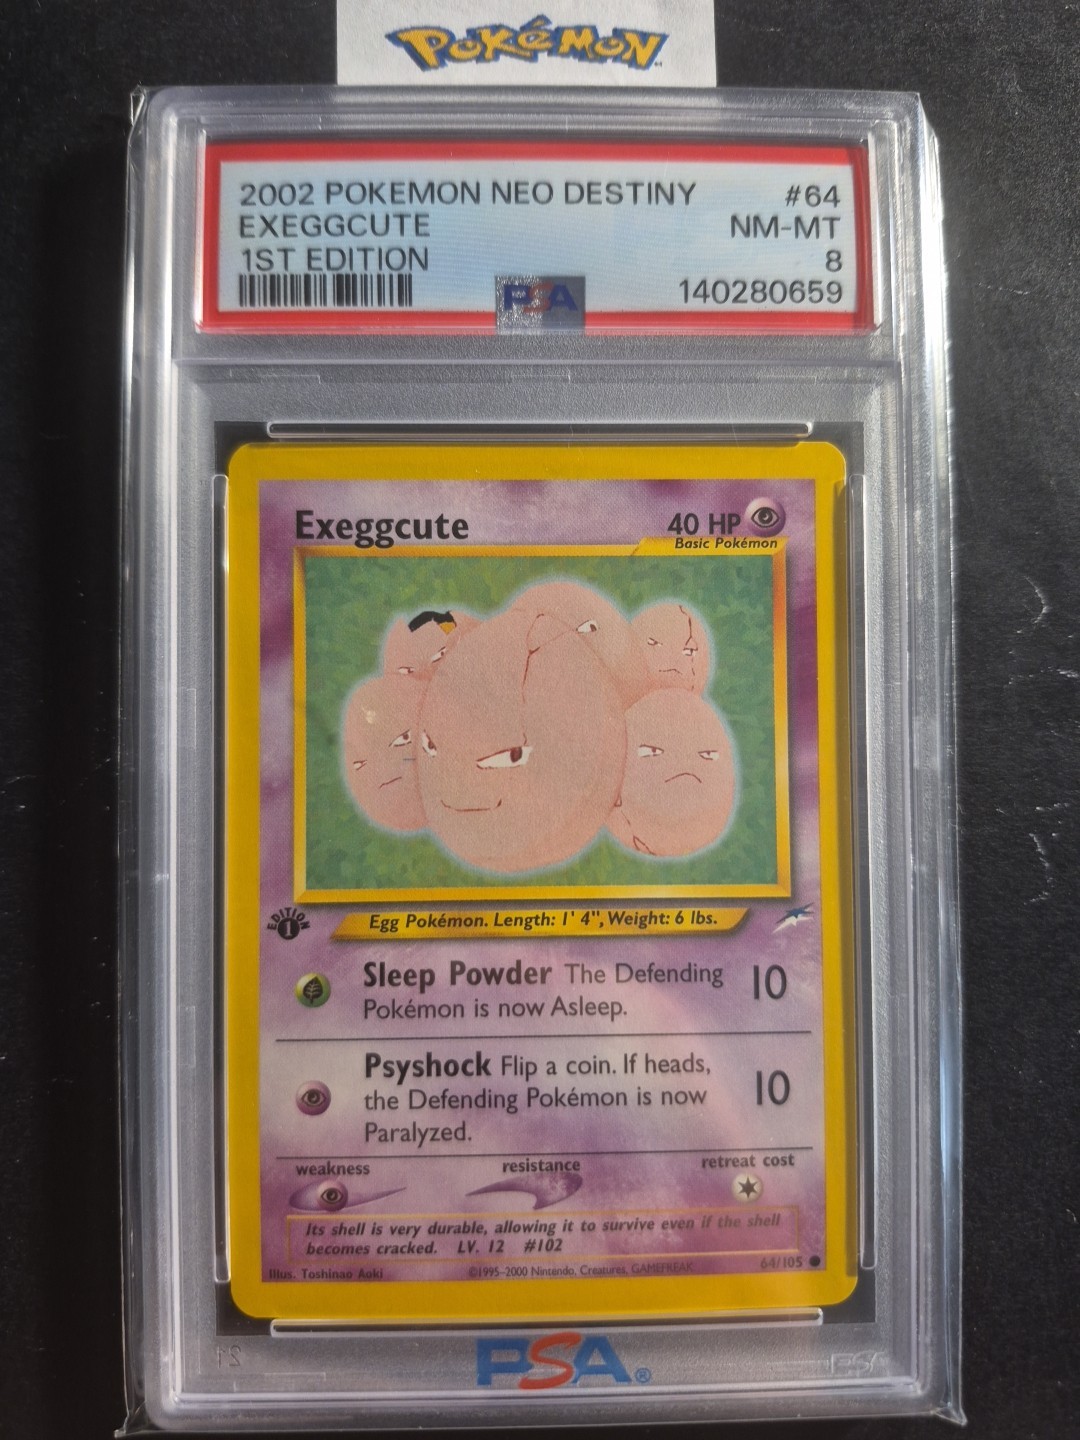 POKéMON
2002 POKEMON NEO DESTINY #64
EXEGGCUTE NM-MT
1ST EDITION 8
PSA 140280659
Exeggcute 40 HP
Basic Pokémon
EDITION 1
Egg Pokémon. Length: 1' 4", Weight: 6 lbs.
Sleep Powder The Defending 10
Pokémon is now Asleep.
Psyshock Flip a coin. If heads, 10
the Defending Pokémon is now
Paralyzed.
weakness resistance retreat cost
Its shell is very durable, allowing it to survive even if the shell
becomes cracked. LV. 12 #102
64/105
Illus. Toshinao Aoki ©1995-2000 Nintendo, Creatures, GAMEFREAK
PSA®